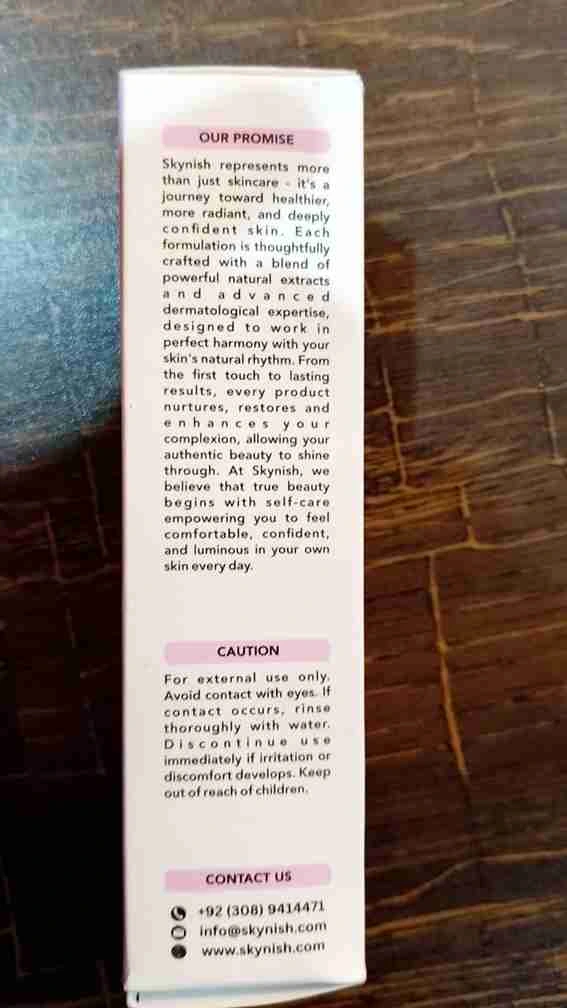 OUR PROMISE
Skynish represents more
than just skincare - it's a
journey toward healthier,
more radiant, and deeply
confident skin. Each
formulation is thoughtfully
crafted with a blend of
powerful natural extracts
and advanced
dermatological expertise,
designed to work in
perfect harmony with your
skin's natural rhythm. From
the first touch to lasting
results, every product
nurtures, restores and
enhances your
complexion, allowing your
authentic beauty to shine
through. At Skynish, we
believe that true beauty
begins with self-care
empowering you to feel
comfortable, confident,
and luminous in your own
skin every day.
CAUTION
For external use only.
Avoid contact with eyes. If
contact occurs, rinse
thoroughly with water.
Discontinue use
immediately if irritation or
discomfort develops. Keep
out of reach of children.
CONTACT US
+92 (308) 9414471
info@skynish.com
www.skynish.com